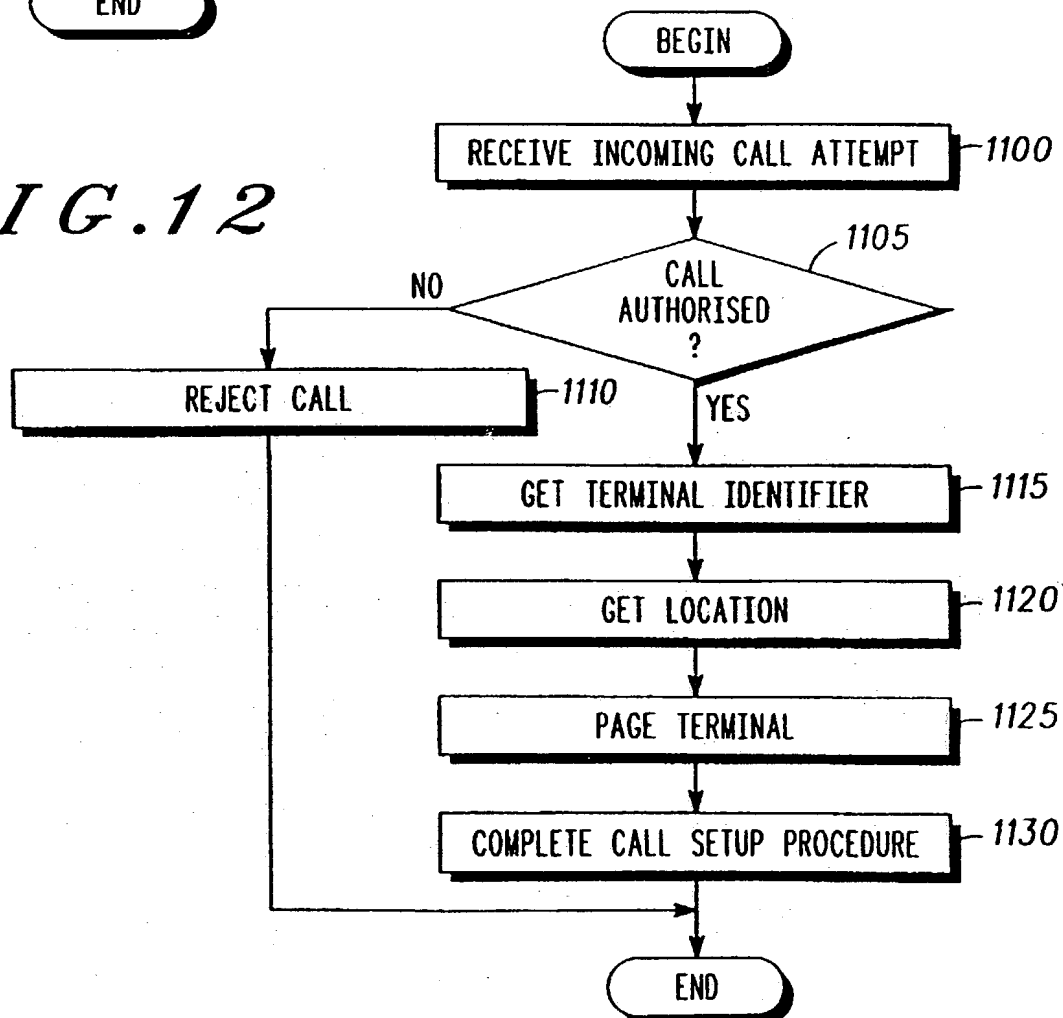 END
BEGIN
RECEIVE INCOMING CALL ATTEMPT 1100
IG.12
1105
CALL
AUTHORISED
?
NO
REJECT CALL 1110
YES
GET TERMINAL IDENTIFIER 1115
GET LOCATION 1120
PAGE TERMINAL 1125
COMPLETE CALL SETUP PROCEDURE 1130
END